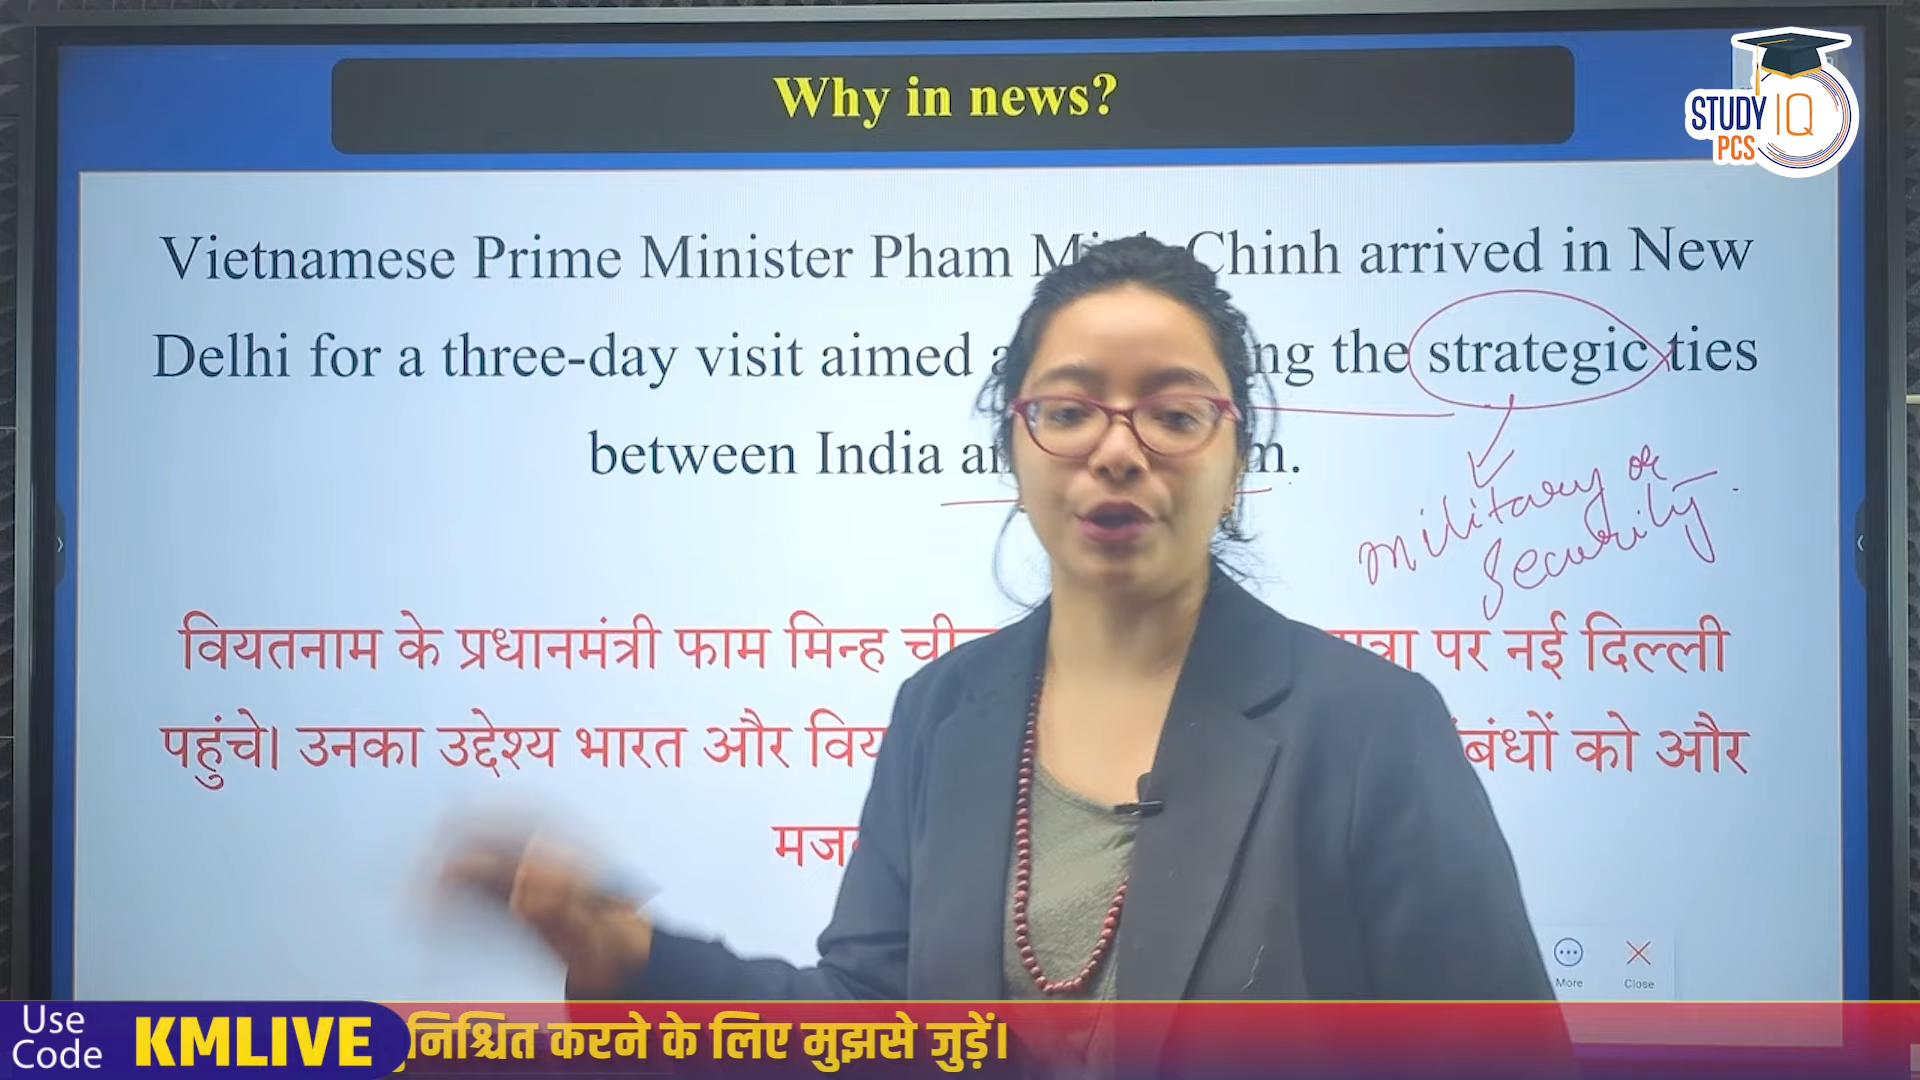 Why in news?
STUDY IQ
PCS
Vietnamese Prime Minister Pham Chinh arrived in New
Delhi for a three-day visit aimed the strategic ties
between India
military or
security
वियतनाम के प्रधानमंत्री फाम मिन्ह पर नई दिल्ली
पहुंचे। उनका उद्देश्य भारत और को और
More Close
Use
Code
KMLIVE
निश्चित करने के लिए मुझसे जुड़ें।